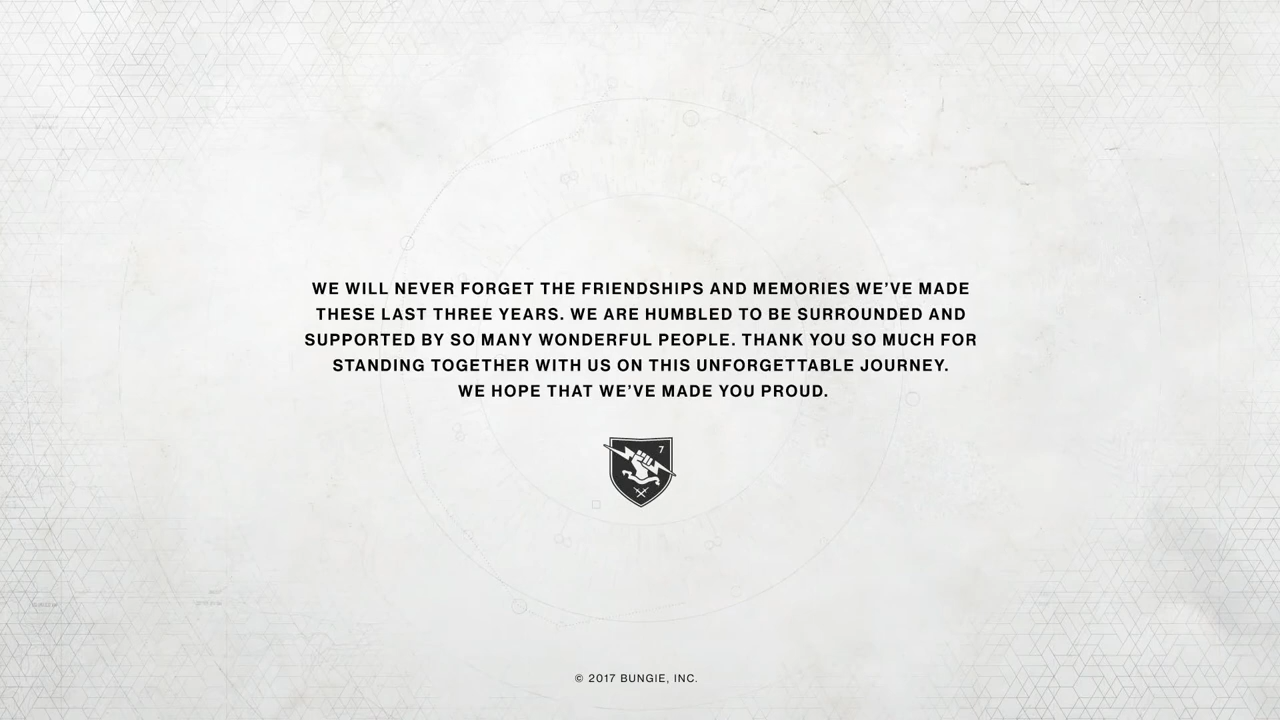 WE WILL NEVER FORGET THE FRIENDSHIPS AND MEMORIES WE’VE MADE
THESE LAST THREE YEARS. WE ARE HUMBLED TO BE SURROUNDED AND
SUPPORTED BY SO MANY WONDERFUL PEOPLE. THANK YOU SO MUCH FOR
STANDING TOGETHER WITH US ON THIS UNFORGETTABLE JOURNEY.
WE HOPE THAT WE’VE MADE YOU PROUD.
7
© 2017 BUNGIE, INC.